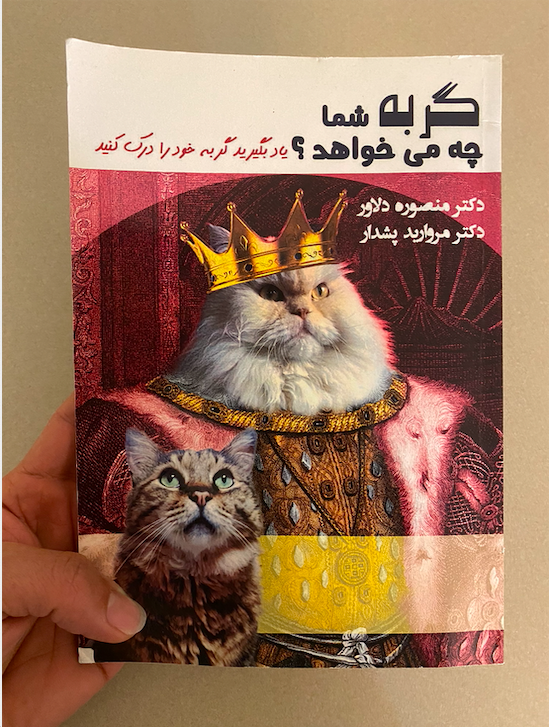 گربه شما
چه می خواهد؟ یاد بگیرید گربه خود را درک کنید
دکتر منصوره دلاور
دکتر مروارید پشدار